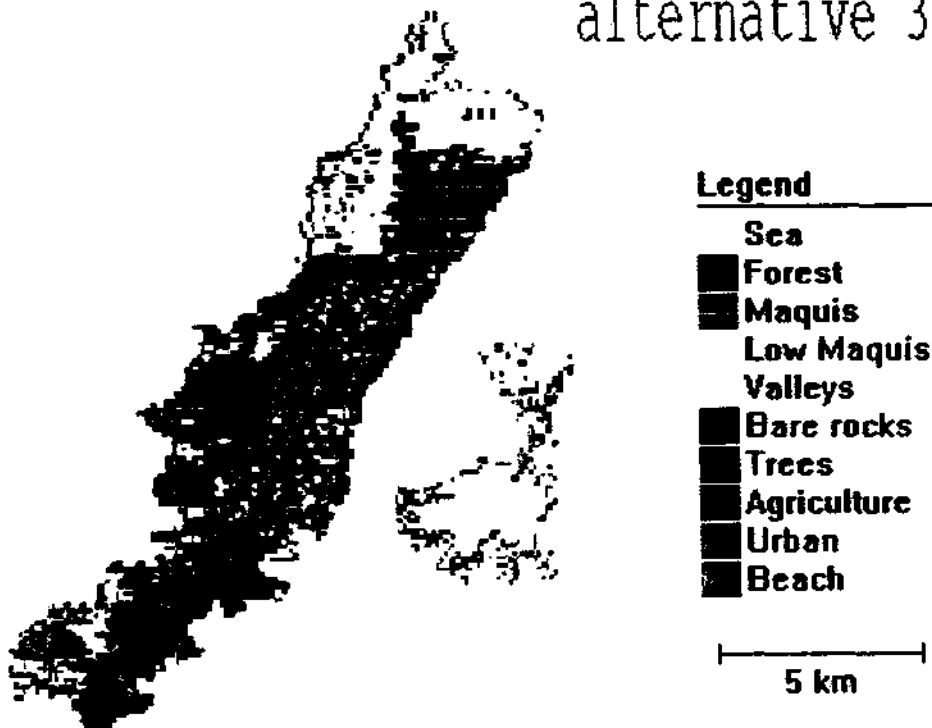 alternative 3
Legend
Sea
Forest
Maquis
Low Maquis
Valleys
Bare rocks
Trees
Agriculture
Urban
Beach
5 km